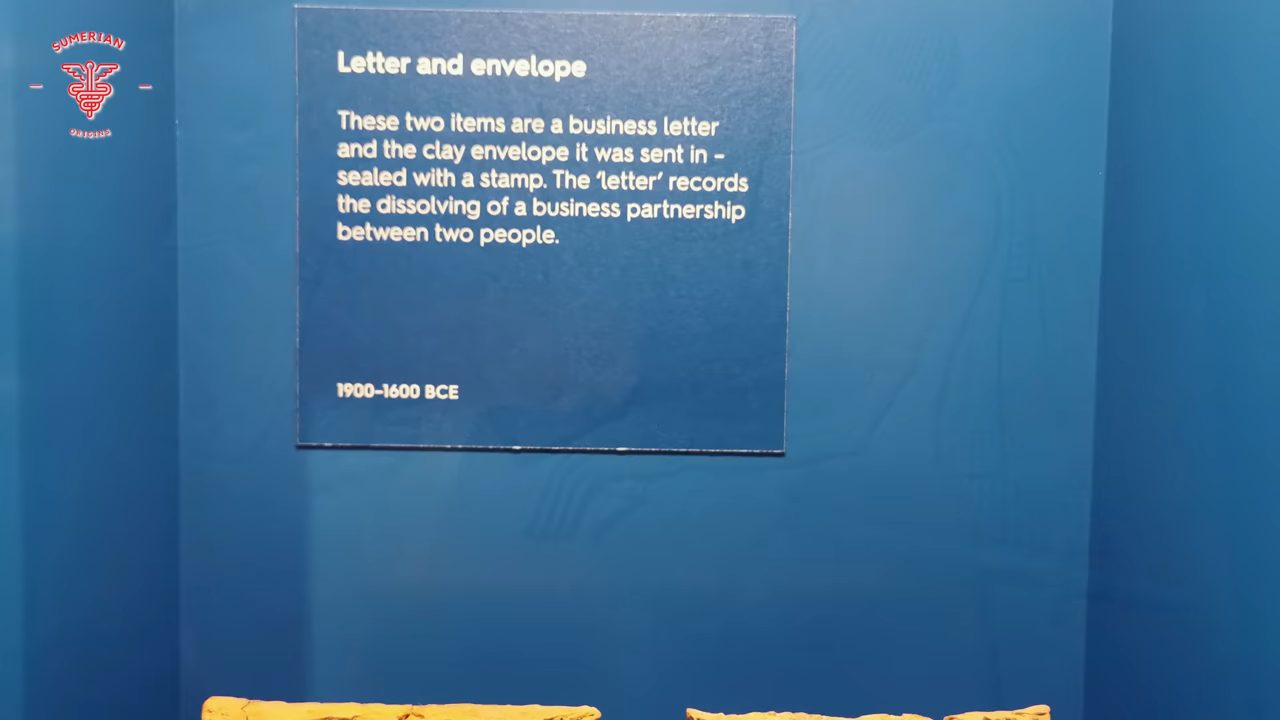 SUMERIAN
ORIGINS
Letter and envelope
These two items are a business letter
and the clay envelope it was sent in –
sealed with a stamp. The ‘letter’ records
the dissolving of a business partnership
between two people.
1900–1600 BCE